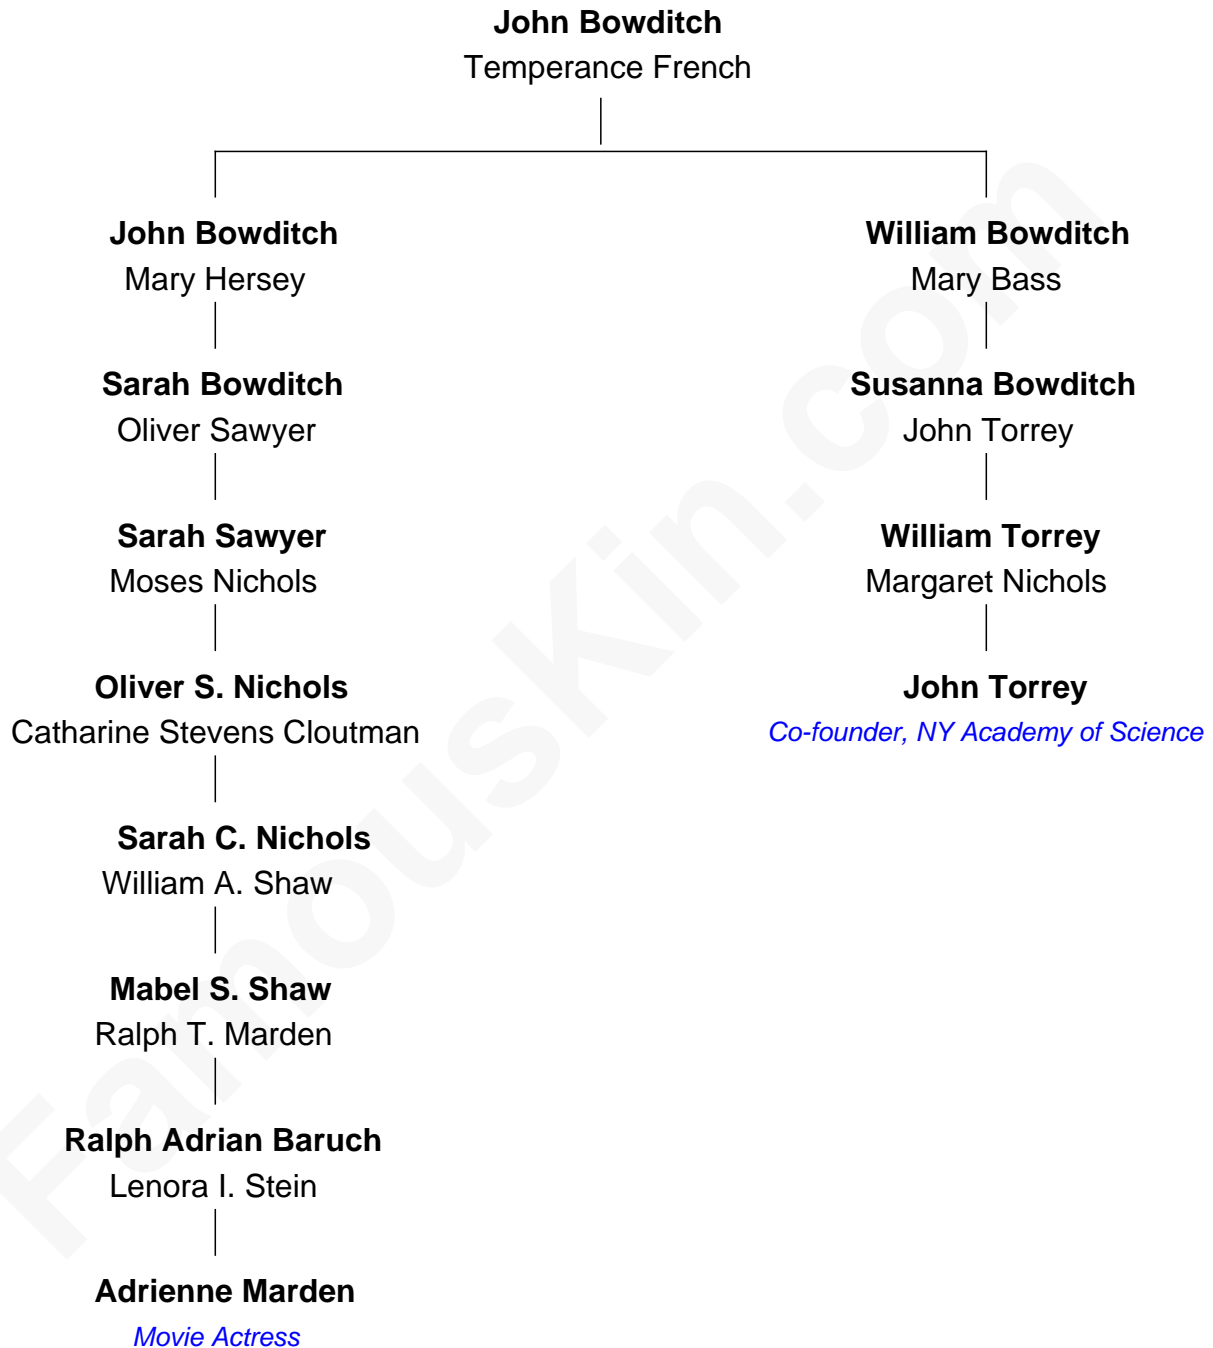 John Bowditch
Temperance French
John Bowditch
Mary Hersey
William Bowditch
Mary Bass
Sarah Bowditch
Oliver Sawyer
Susanna Bowditch
John Torrey
Sarah Sawyer
Moses Nichols
William Torrey
Margaret Nichols
Oliver S. Nichols
Catharine Stevens Cloutman
John Torrey
Co-founder, NY Academy of Science
Sarah C. Nichols
William A. Shaw
Mabel S. Shaw
Ralph T. Marden
Ralph Adrian Baruch
Lenora I. Stein
Adrienne Marden
Movie Actress
FamousKin.com